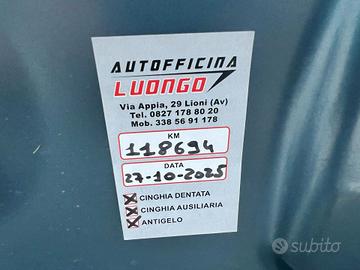 AUTOFFICINA
LUONGO
Via Appia, 29 Lioni (Av)
Tel. 0827 178 80 20
Mob. 338 56 91 178
KM
118694
DATA
27-10-2025
CINGHIA DENTATA
CINGHIA AUSILIARIA
ANTIGELO
subito